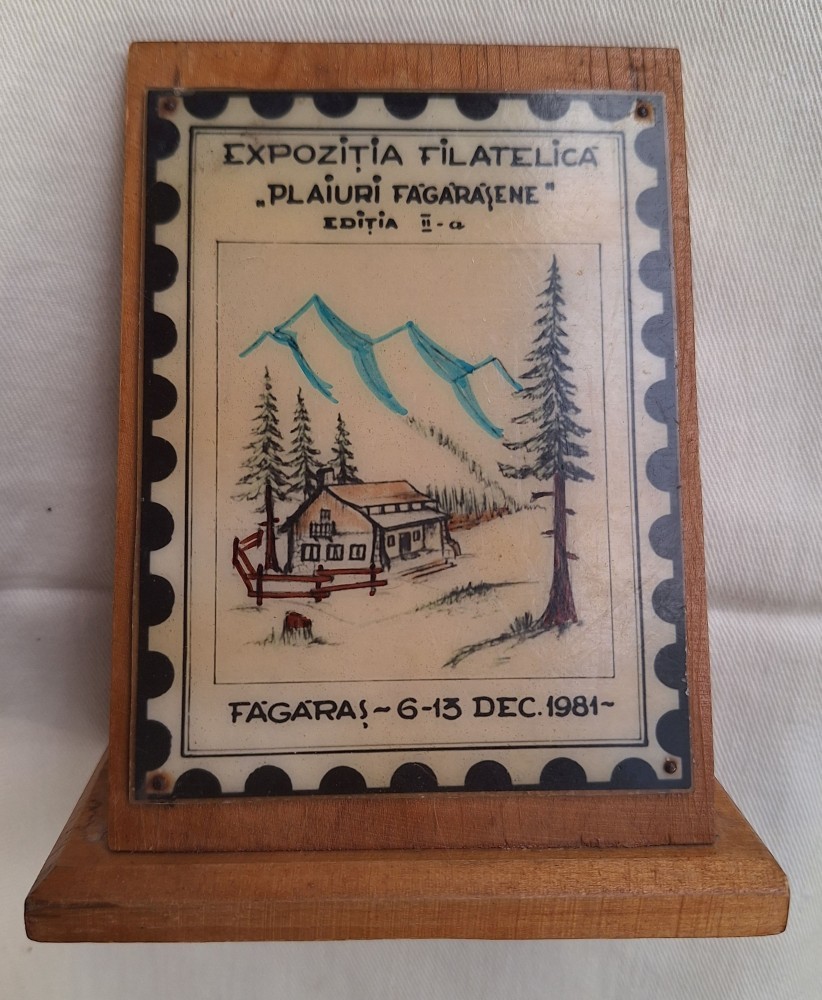 EXPOZIȚIA FILATELICĂ
„PLAIURI FĂGĂRĂȘENE"
EDIȚIA II-a
FĂGĂRAȘ ~ 6-13 DEC. 1981 ~